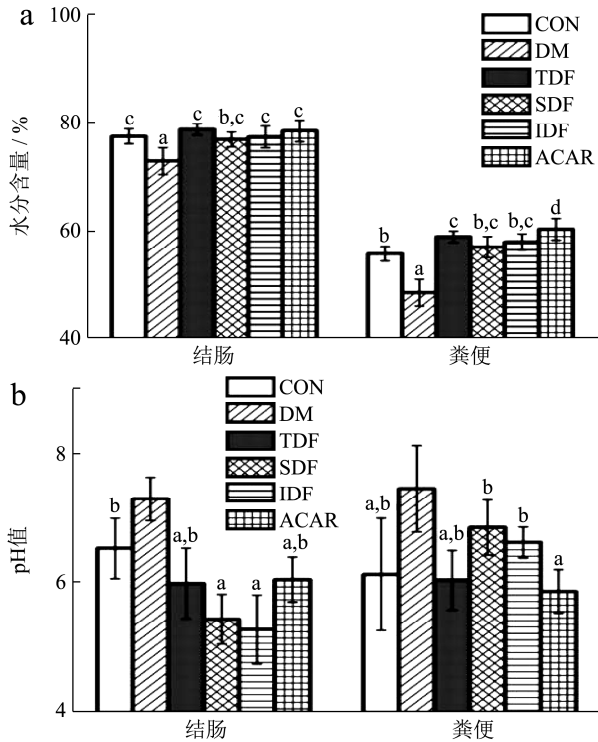 a
100
80
60
40
水分含量 / %
CON
DM
TDF
SDF
IDF
ACAR
c
a
c
b,c
c
c
b
a
c
b,c
b,c
d
结肠
粪便
b
8
6
4
pH值
CON
DM
TDF
SDF
IDF
ACAR
b
a,b
a
a
a,b
a,b
a,b
b
b
a
结肠
粪便